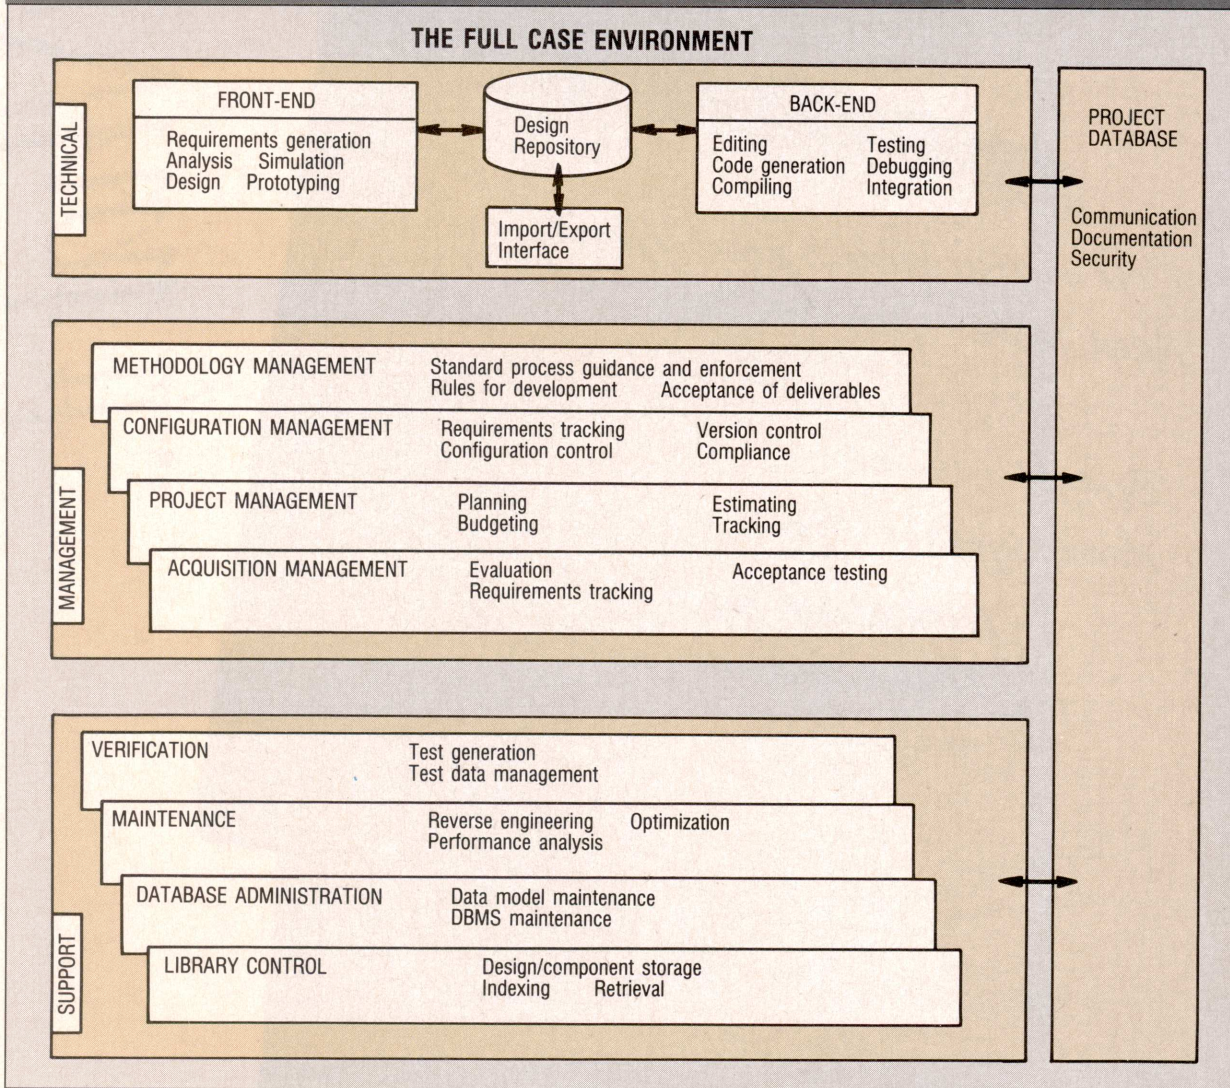 THE FULL CASE ENVIRONMENT
TECHNICAL
FRONT-END
Requirements generation
Analysis Simulation
Design Prototyping
Design
Repository
Import/Export
Interface
BACK-END
Editing Testing
Code generation Debugging
Compiling Integration
PROJECT
DATABASE
Communication
Documentation
Security
MANAGEMENT
METHODOLOGY MANAGEMENT Standard process guidance and enforcement
Rules for development Acceptance of deliverables
CONFIGURATION MANAGEMENT Requirements tracking Version control
Configuration control Compliance
PROJECT MANAGEMENT Planning Estimating
Budgeting Tracking
ACQUISITION MANAGEMENT Evaluation Acceptance testing
Requirements tracking
SUPPORT
VERIFICATION Test generation
Test data management
MAINTENANCE Reverse engineering Optimization
Performance analysis
DATABASE ADMINISTRATION Data model maintenance
DBMS maintenance
LIBRARY CONTROL Design/component storage
Indexing Retrieval